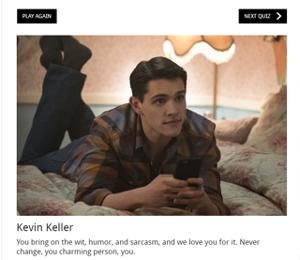 PLAY AGAIN
NEXT QUIZ
Kevin Keller
You bring on the wit, humor, and sarcasm, and we love you for it. Never
change, you charming person, you.